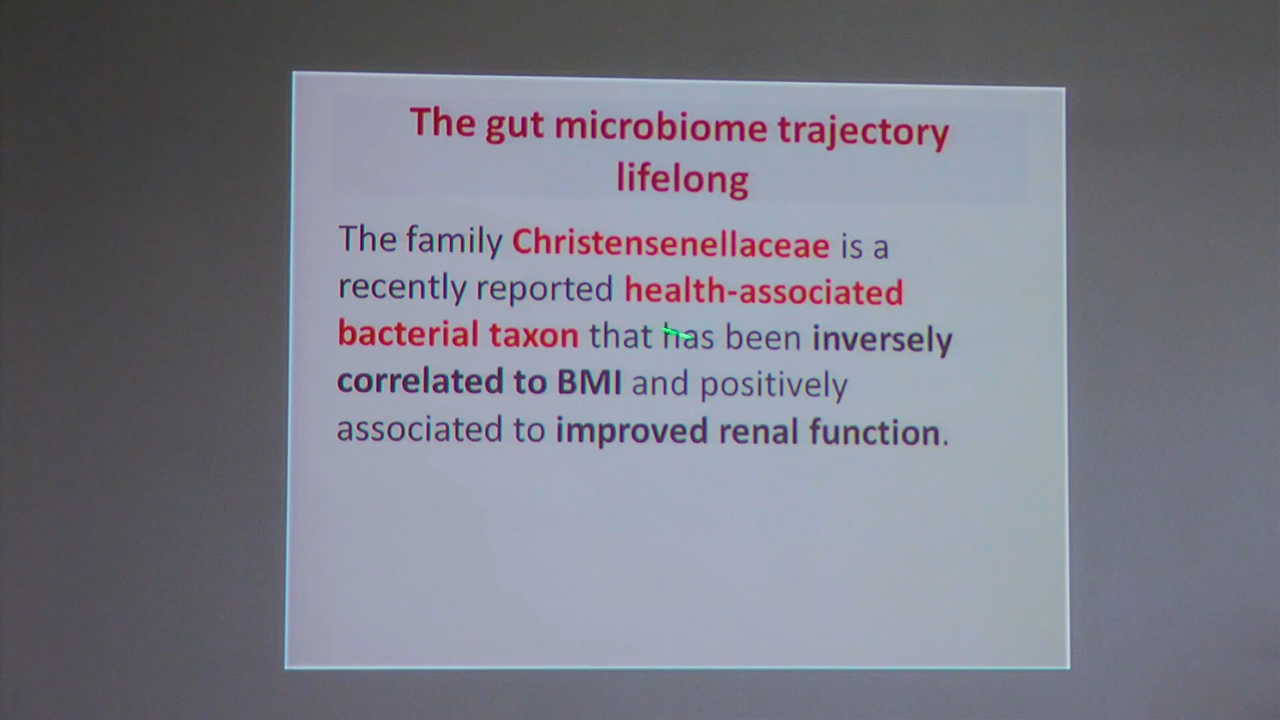 The gut microbiome trajectory
lifelong
The family Christensenellaceae is a
recently reported health-associated
bacterial taxon that has been inversely
correlated to BMI and positively
associated to improved renal function.